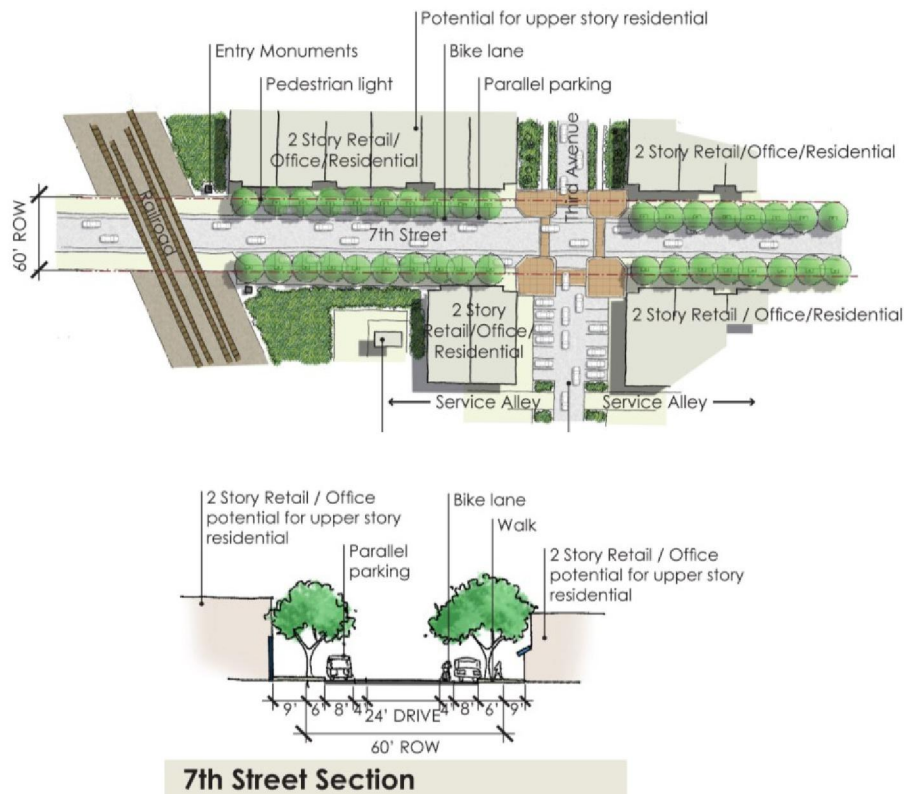 Potential for upper story residential
Entry Monuments
Bike lane
Pedestrian light
Parallel parking
2 Story Retail/
Office/Residential)
2 Story Retail/Office/Residential)
Third Avenue
Railroad
60' ROW
7th Street
2 Story
Retail/Office/
Residential)
2 Story Retail / Office/Residential)
Service Alley
Service Alley
2 Story Retail / Office
potential for upper story
residential
Bike lane
Walk
Parallel
parking
2 Story Retail / Office
potential for upper story
residential
9' 6' 8' 4' 24' DRIVE 4' 8' 6' 9'
60' ROW
7th Street Section